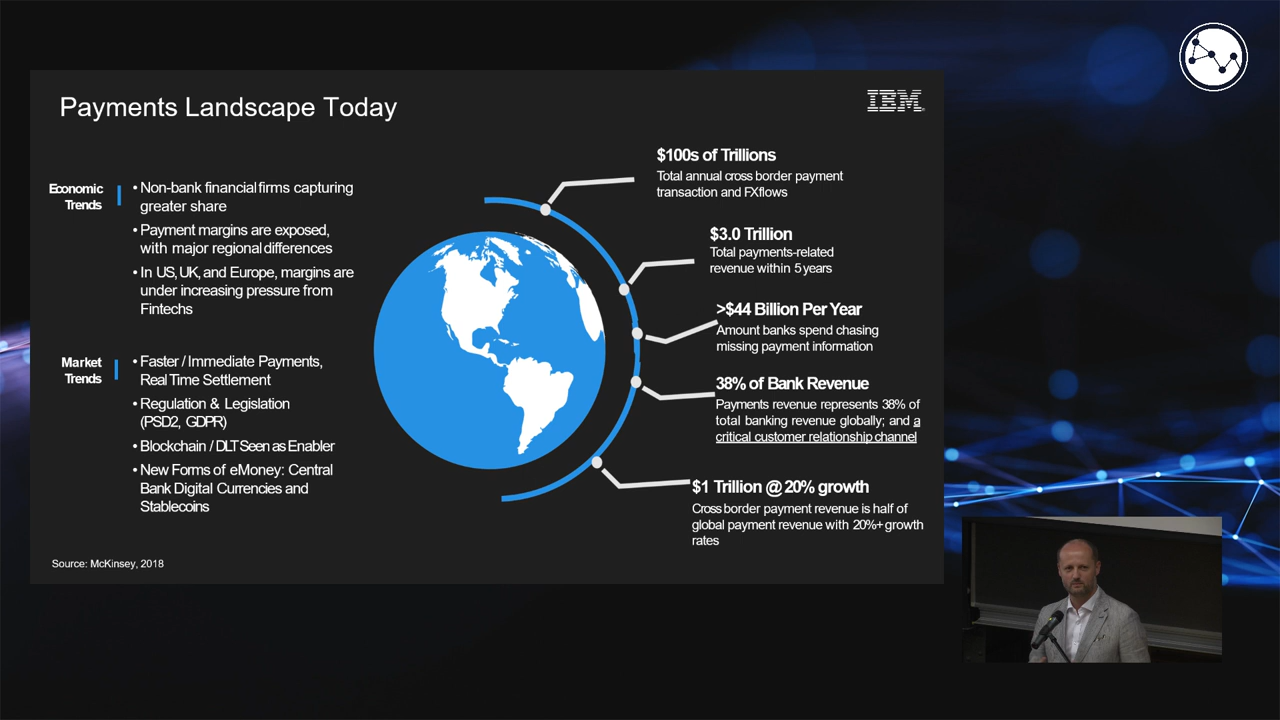 Payments Landscape Today
IBM
Economic
Trends
• Non-bank financial firms capturing
greater share
• Payment margins are exposed,
with major regional differences
• In US, UK, and Europe, margins are
under increasing pressure from
Fintechs
Market
Trends
• Faster / Immediate Payments,
Real Time Settlement
• Regulation & Legislation
(PSD2, GDPR)
• Blockchain / DLT Seen as Enabler
• New Forms of eMoney: Central
Bank Digital Currencies and
Stablecoins
$100s of Trillions
Total annual cross border payment
transaction and FX flows
$3.0 Trillion
Total payments-related
revenue within 5 years
>$44 Billion Per Year
Amount banks spend chasing
missing payment information
38% of Bank Revenue
Payments revenue represents 38% of
total banking revenue globally; and a
critical customer relationship channel
$1 Trillion @ 20% growth
Cross border payment revenue is half of
global payment revenue with 20%+ growth
rates
Source: McKinsey, 2018